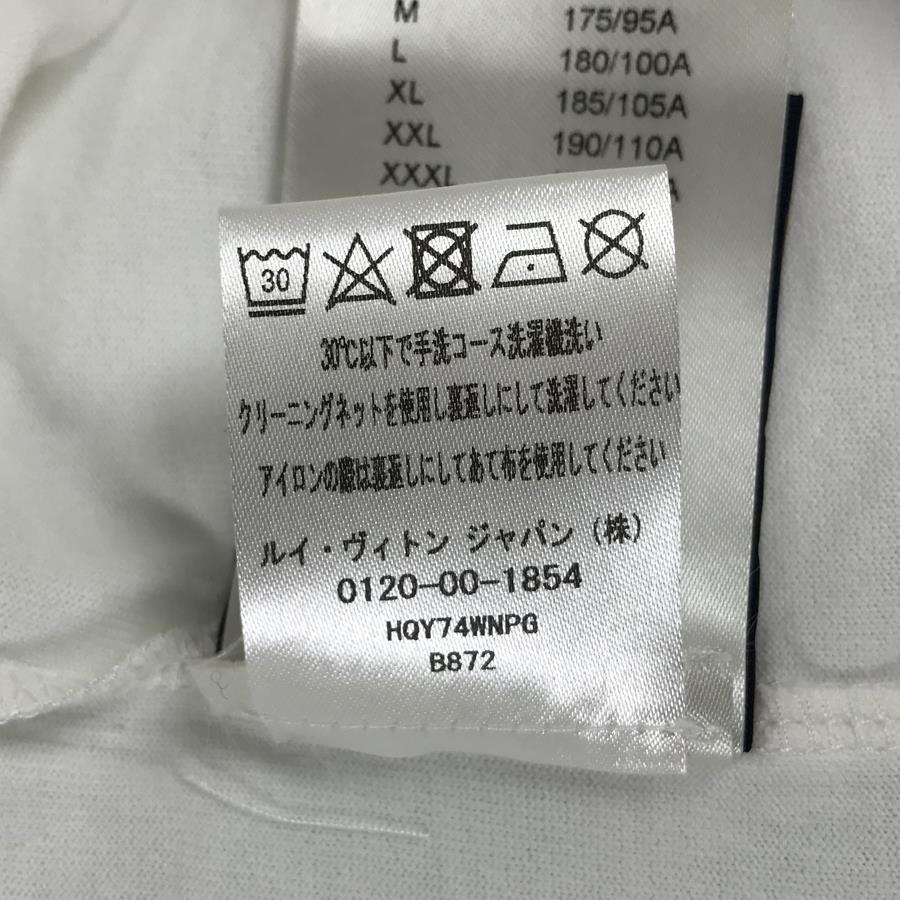 M 175/95A
L 180/100A
XL 185/105A
XXL 190/110A
XXXL
30
30℃以下で手洗コース洗濯機洗い
クリーニングネットを使用し裏返しにして洗濯してください
アイロンの際は裏返しにしてあて布を使用してください
ルイ・ヴィトン ジャパン (株)
0120-00-1854
HQY74WNPG
B872